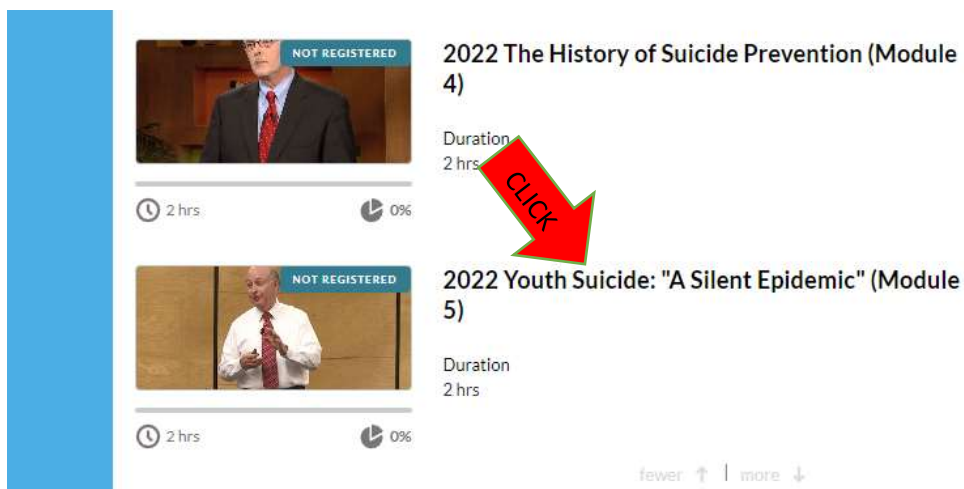 NOT REGISTERED
2022 The History of Suicide Prevention (Module
4)
Duration
2 hrs
2 hrs
0%
CLICK
NOT REGISTERED
2022 Youth Suicide: "A Silent Epidemic" (Module
5)
Duration
2 hrs
2 hrs
0%
fewer ↑ | more ↓